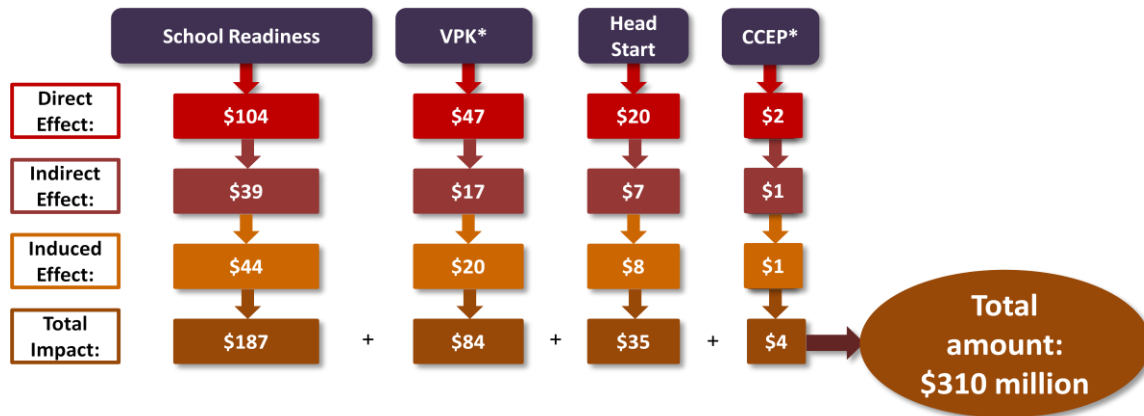 School Readiness
VPK*
Head
Start
CCEP*
Direct
Effect:
$104
$47
$20
$2
Indirect
Effect:
$39
$17
$7
$1
Induced
Effect:
$44
$20
$8
$1
Total
Impact:
$187
+
$84
+
$35
+
$4
Total
amount:
$310 million